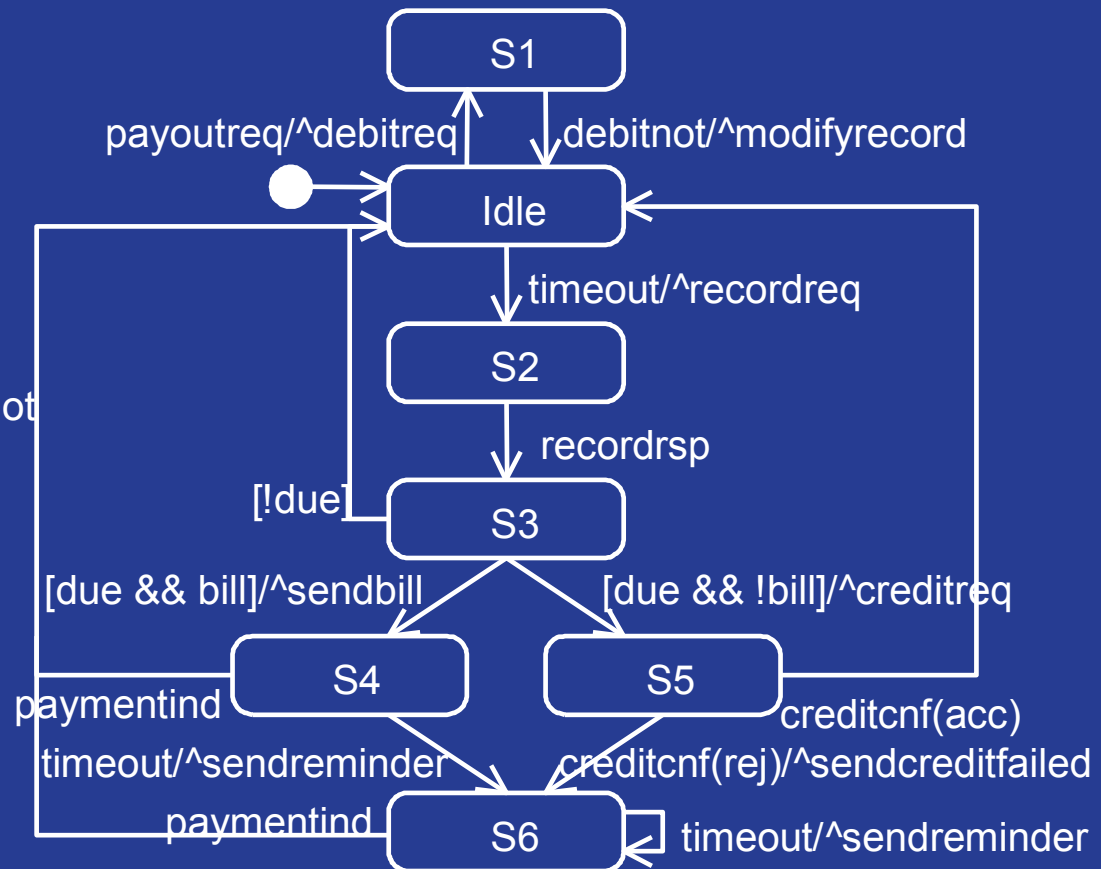 S1
payoutreq/^debitreq
debitnot/^modifyrecord
Idle
timeout/^recordreq
S2
ot
recordrsp
[!due]
S3
[due && bill]/^sendbill
[due && !bill]/^creditreq
S4
S5
paymentind
creditcnf(acc)
timeout/^sendreminder
creditcnf(rej)/^sendcreditfailed
paymentind
S6
timeout/^sendreminder